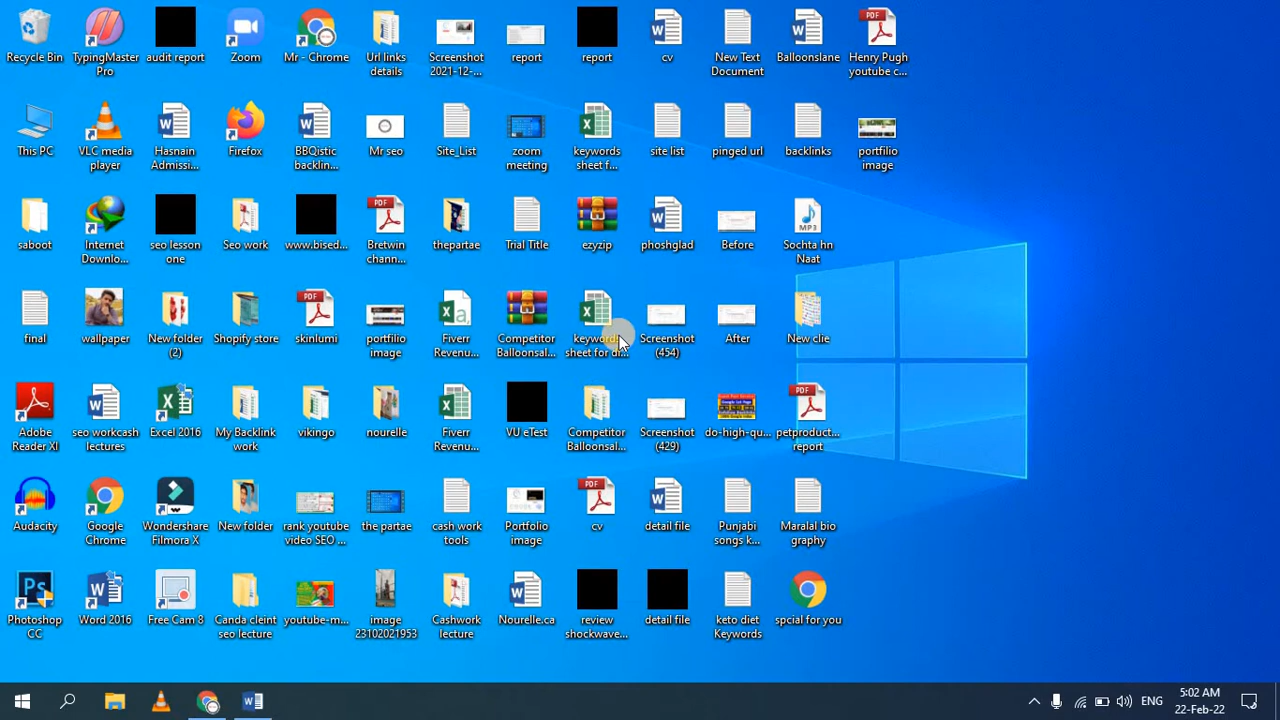 Recycle Bin
TypingMaster
Pro
audit report
Zoom
Mr - Chrome
Url links
details
Screenshot
2021-12-...
report
report
cv
New Text
Document
Balloonslane
PDF
Henry Pugh
youtube c...
This PC
VLC media
player
Hasnain
Admissi...
Firefox
BBQistic
backlin...
Mr seo
Site_List
zoom
meeting
keywords
sheet f...
site list
pinged url
backlinks
portfilio
image
saboot
Internet
Downlo...
seo lesson
one
Seo work
www.bised...
PDF
Bretwin
chann...
thepartae
Trial Title
ezyzip
phoshglad
Before
MP3
Sochta hn
Naat
final
wallpaper
New folder
(2)
Shopify store
PDF
skinlumi
portfilio
image
Fiverr
Revenu...
Competitor
Balloonsal...
keywords
sheet for di...
Screenshot
(454)
After
New clie
Adobe
Reader XI
seo workcash
lectures
Excel 2016
My Backlink
work
vikingo
nourelle
Fiverr
Revenu...
VU eTest
Competitor
Balloonsal...
Screenshot
(429)
do-high-qu...
PDF
petproduct...
report
Audacity
Google
Chrome
Wondershare
Filmora X
New folder
rank youtube
video SEO ...
the partae
cash work
tools
Portfolio
image
PDF
cv
detail file
Punjabi
songs k...
Maralal bio
graphy
Photoshop
CC
Word 2016
Free Cam 8
Canda cleint
seo lecture
youtube-m...
image
23102021953
Cashwork
lecture
Nourelle.ca
review
shockwave...
detail file
keto diet
Keywords
spcial for you
ENG
5:02 AM
22-Feb-22